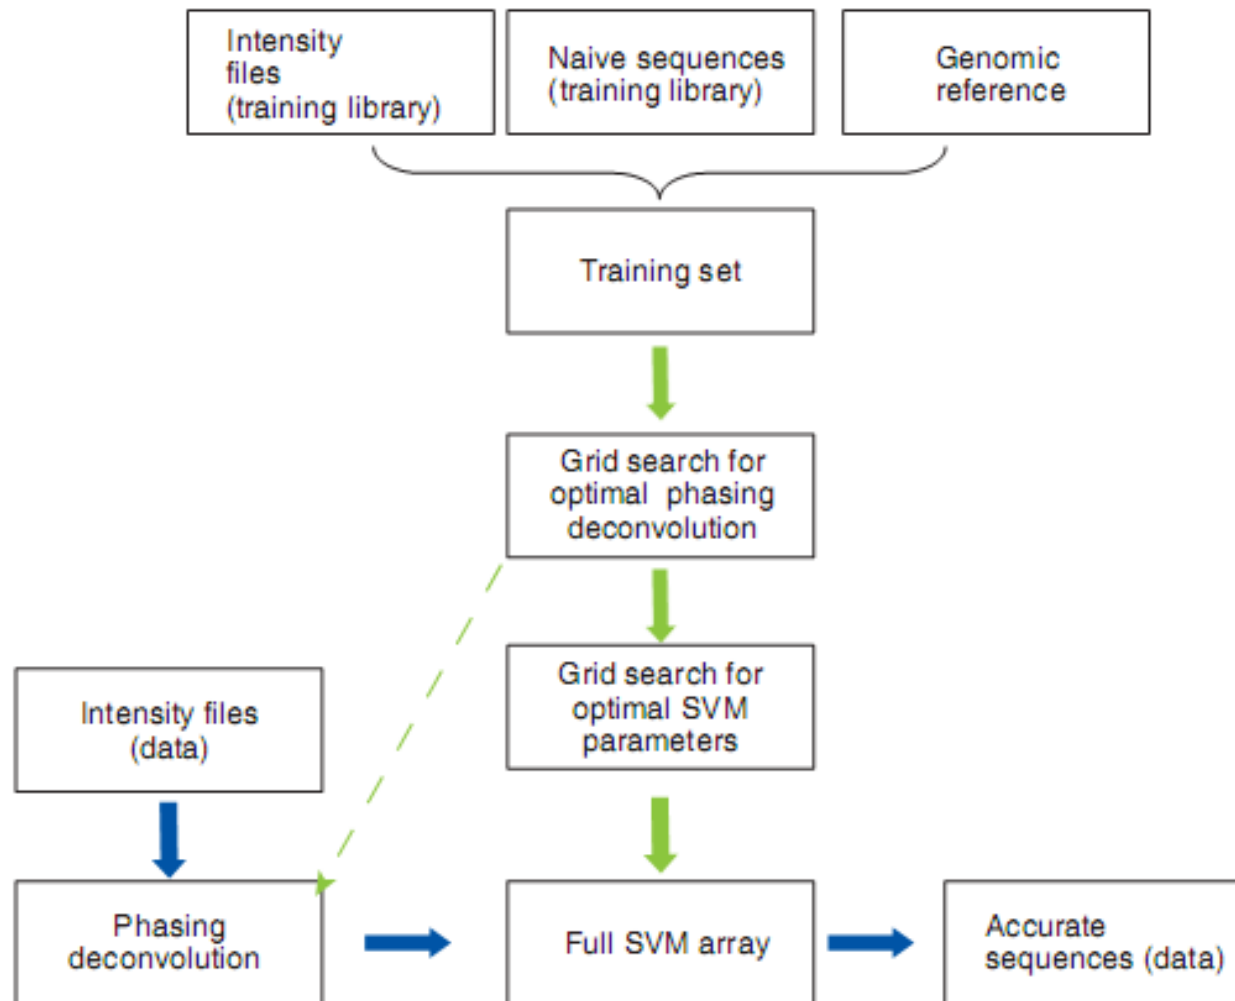 Intensity
files
(training library)
Naive sequences
(training library)
Genomic
reference
Training set
Grid search for
optimal phasing
deconvolution
Grid search for
optimal SVM
parameters
Intensity files
(data)
Phasing
deconvolution
Full SVM array
Accurate
sequences (data)